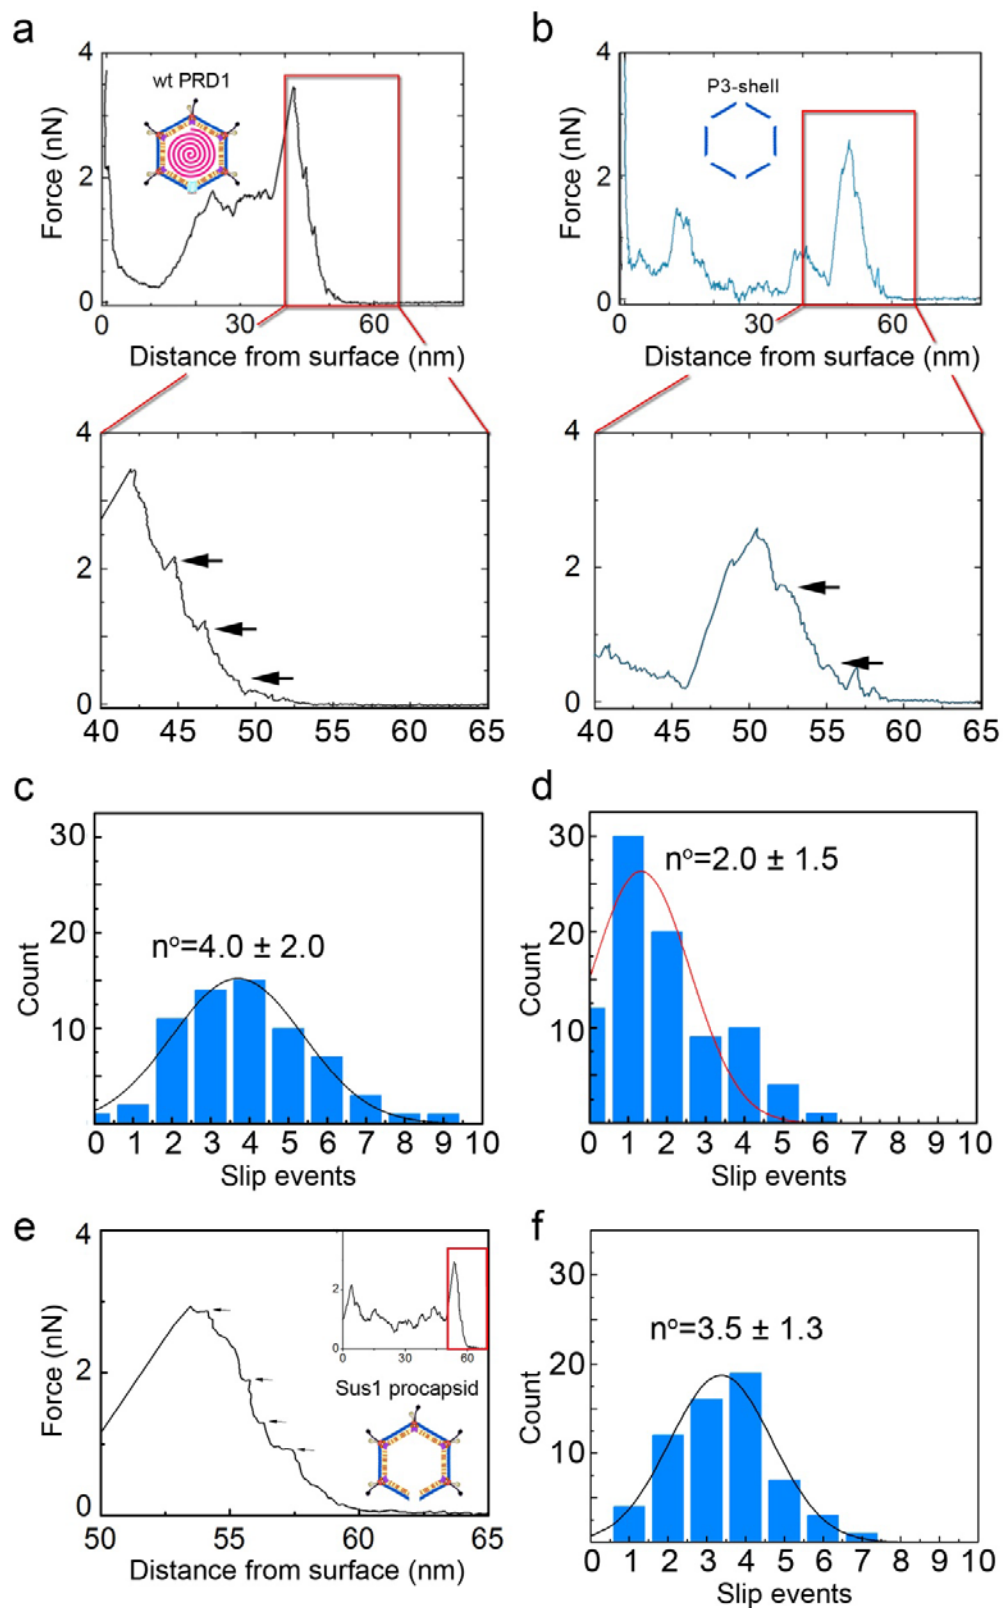 a
wt PRD1
Force (nN)
4
2
0
0
30
60
Distance from surface (nm)
4
2
0
40 45 50 55 60 65
b
P3-shell
Force (nN)
4
2
0
0
30
60
Distance from surface (nm)
4
2
0
40 45 50 55 60 65
c
Count
30
20
10
nº=4.0 ± 2.0
0 1 2 3 4 5 6 7 8 9 10
Slip events
d
30
20
10
nº=2.0 ± 1.5
0 1 2 3 4 5 6 7 8 9 10
Slip events
e
Force (nN)
4
2
0
2
0
0 30 60
Sus1 procapsid
50 55 60 65
Distance from surface (nm)
f
Count
30
20
10
nº=3.5 ± 1.3
0 1 2 3 4 5 6 7 8 9 10
Slip events